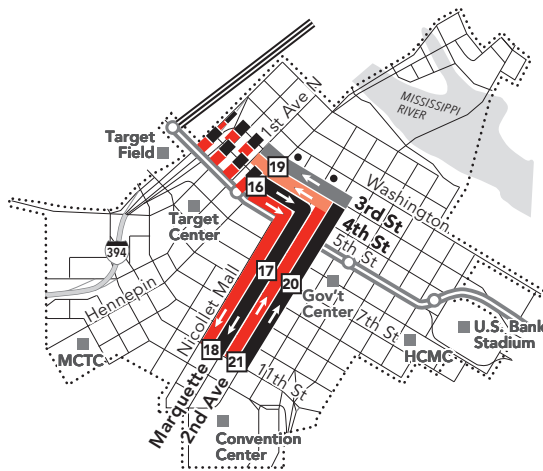 MISSISSIPPI
RIVER
1st Ave N
Target
Field
19
Washington
16
3rd St
4th St
5th St
Target
Center
394
17
20
Gov't
Center
Hennepin
Nicollet Mall
7th St
U.S. Bank
Stadium
HCMC
MCTC
18
21
11th St
Marquette
2nd Ave
Convention
Center